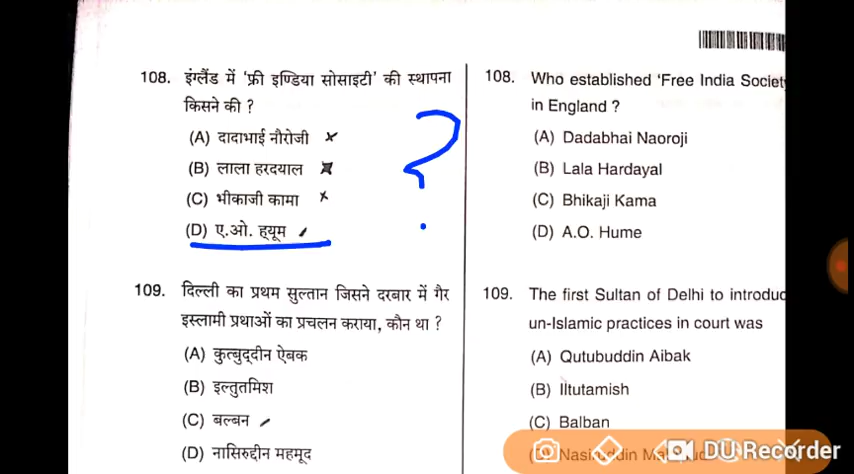 108. इंग्लैंड में 'फ्री इण्डिया सोसाइटी' की स्थापना
किसने की ?
(A) दादाभाई नौरोजी
(B) लाला हरदयाल
(C) भीकाजी कामा
(D) ए.ओ. ह्यूम
109. दिल्ली का प्रथम सुल्तान जिसने दरबार में गैर
इस्लामी प्रथाओं का प्रचलन कराया, कौन था ?
(A) कुत्बुद्दीन ऐबक
(B) इल्तुतमिश
(C) बल्बन
(D) नासिरुद्दीन महमूद
108. Who established 'Free India Societ
in England ?
(A) Dadabhai Naoroji
(B) Lala Hardayal
(C) Bhikaji Kama
(D) A.O. Hume
109. The first Sultan of Delhi to introduc
un-Islamic practices in court was
(A) Qutubuddin Aibak
(B) Iltutamish
(C) Balban
Nasiruddin
DU Recorder
?